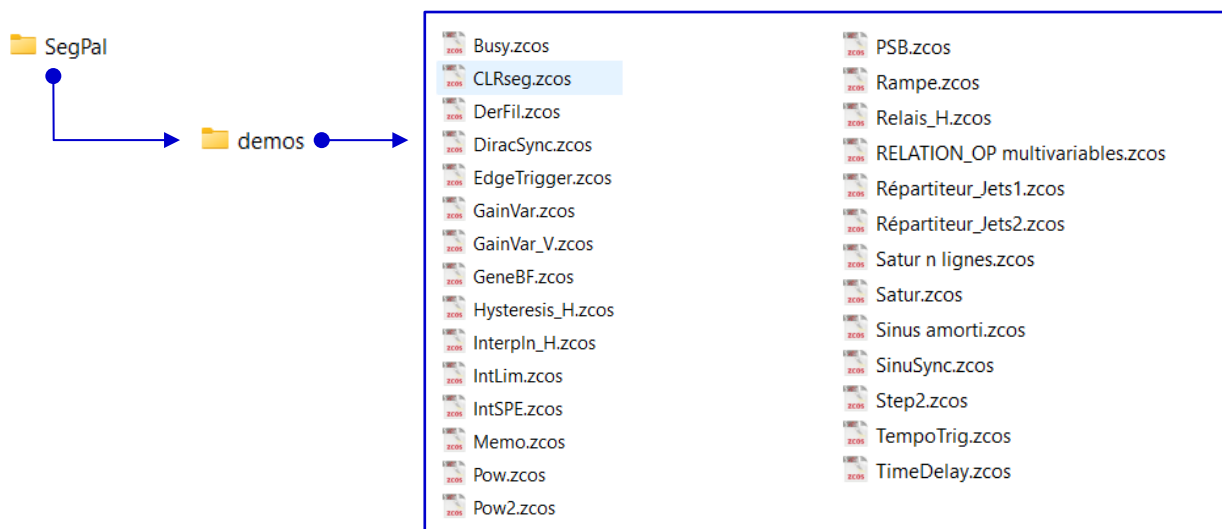 SegPal
demos
Busy.zcos
CLRseg.zcos
DerFil.zcos
DiracSync.zcos
EdgeTrigger.zcos
GainVar.zcos
GainVar_V.zcos
GeneBF.zcos
Hysteresis_H.zcos
Interpln_H.zcos
IntLim.zcos
IntSPE.zcos
Memo.zcos
Pow.zcos
Pow2.zcos
PSB.zcos
Rampe.zcos
Relais_H.zcos
RELATION_OP multivariables.zcos
Répartiteur_Jets1.zcos
Répartiteur_Jets2.zcos
Satur n lignes.zcos
Satur.zcos
Sinus amorti.zcos
SinuSync.zcos
Step2.zcos
TempoTrig.zcos
TimeDelay.zcos